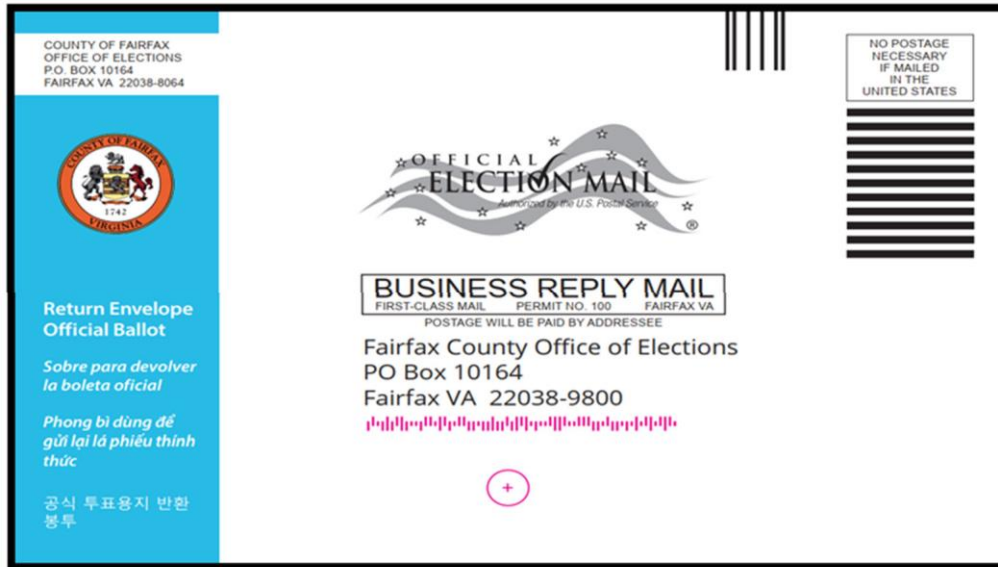 COUNTY OF FAIRFAX
OFFICE OF ELECTIONS
P.O. BOX 10164
FAIRFAX VA 22038-8064
COUNTY OF FAIRFAX
1742
VIRGINIA
Return Envelope
Official Ballot
Sobre para devolver
la boleta oficial
Phong bì dùng để
gửi lại lá phiếu thính
thức
공식 투표용지 반환
봉투
OFFICIAL
ELECTION MAIL
Authorized by the U.S. Postal Service
®
NO POSTAGE
NECESSARY
IF MAILED
IN THE
UNITED STATES
BUSINESS REPLY MAIL
FIRST-CLASS MAIL PERMIT NO. 100 FAIRFAX VA
POSTAGE WILL BE PAID BY ADDRESSEE
Fairfax County Office of Elections
PO Box 10164
Fairfax VA 22038-9800